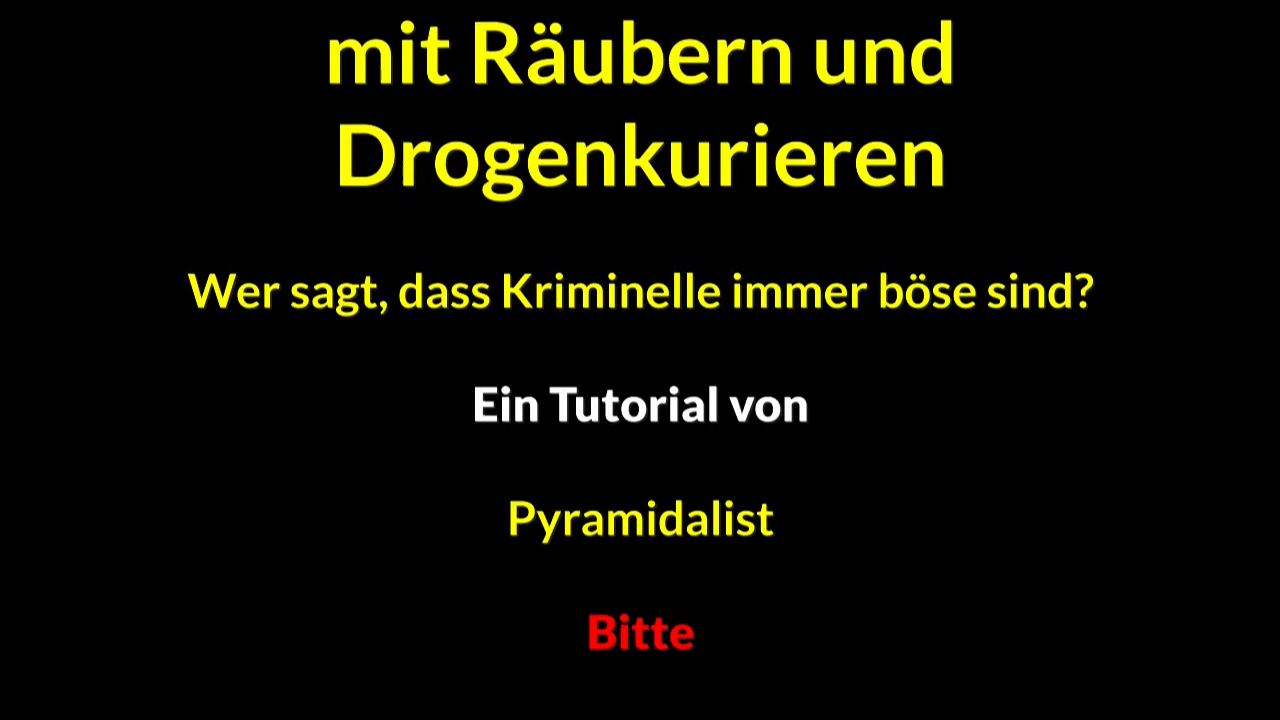 mit Räubern und
Drogenkurieren
Wer sagt, dass Kriminelle immer böse sind?
Ein Tutorial von
Pyramidalist
Bitte